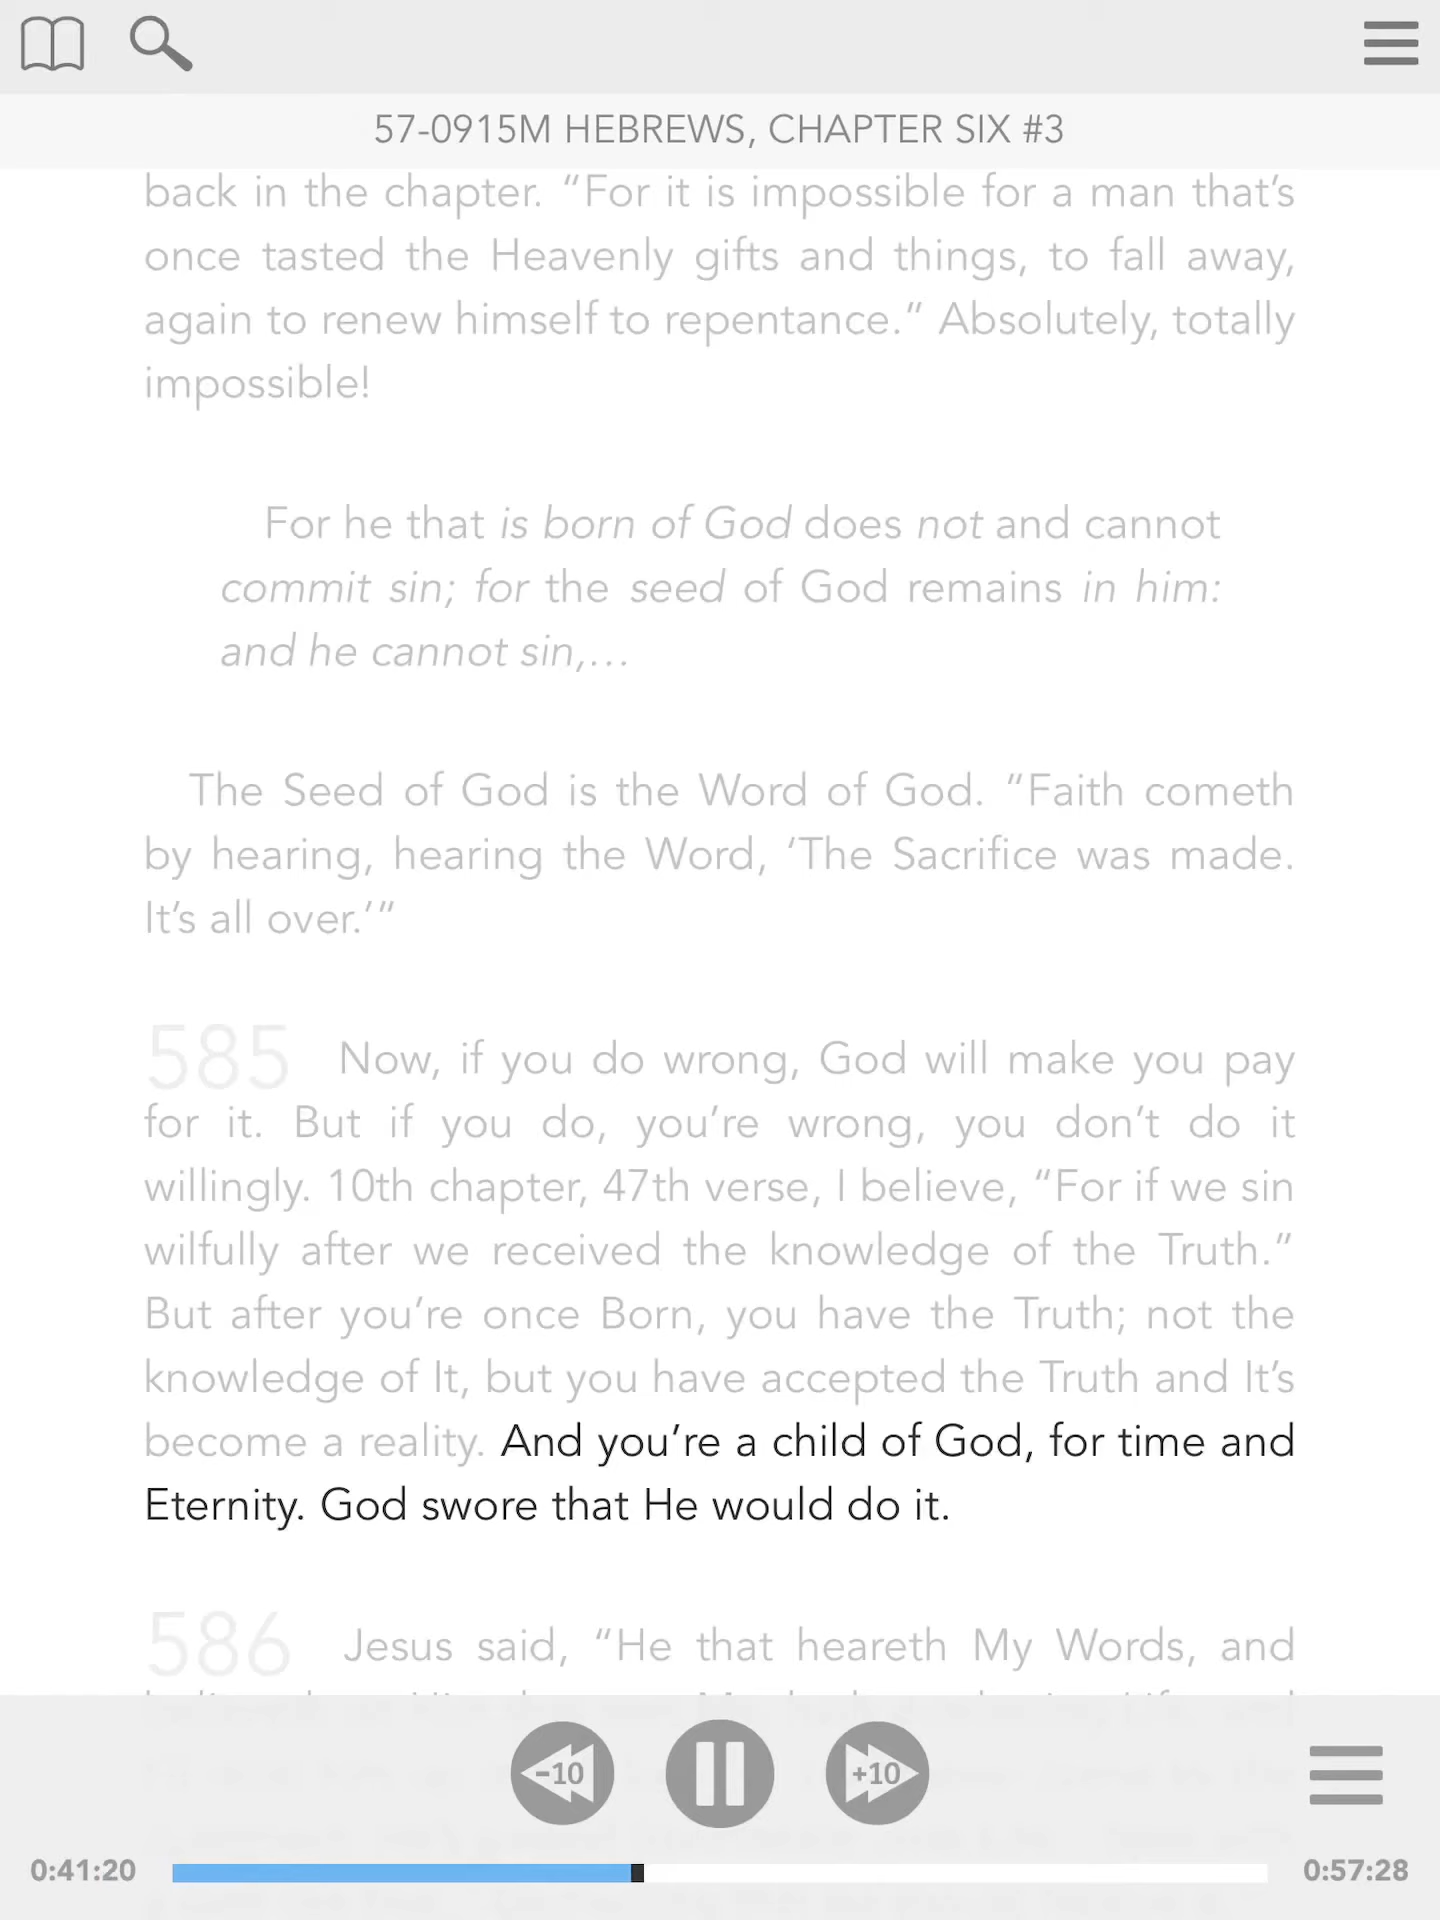 57-0915M HEBREWS, CHAPTER SIX #3
back in the chapter. “For it is impossible for a man that’s
once tasted the Heavenly gifts and things, to fall away,
again to renew himself to repentance.” Absolutely, totally
impossible!
For he that is born of God does not and cannot
commit sin; for the seed of God remains in him:
and he cannot sin,…
The Seed of God is the Word of God. “Faith cometh
by hearing, hearing the Word, ‘The Sacrifice was made.
It’s all over.’”
585 Now, if you do wrong, God will make you pay
for it. But if you do, you’re wrong, you don’t do it
willingly. 10th chapter, 47th verse, I believe, “For if we sin
wilfully after we received the knowledge of the Truth.”
But after you’re once Born, you have the Truth; not the
knowledge of It, but you have accepted the Truth and It’s
become a reality. And you’re a child of God, for time and
Eternity. God swore that He would do it.
586 Jesus said, “He that heareth My Words, and
-10 +10
0:41:20 0:57:28